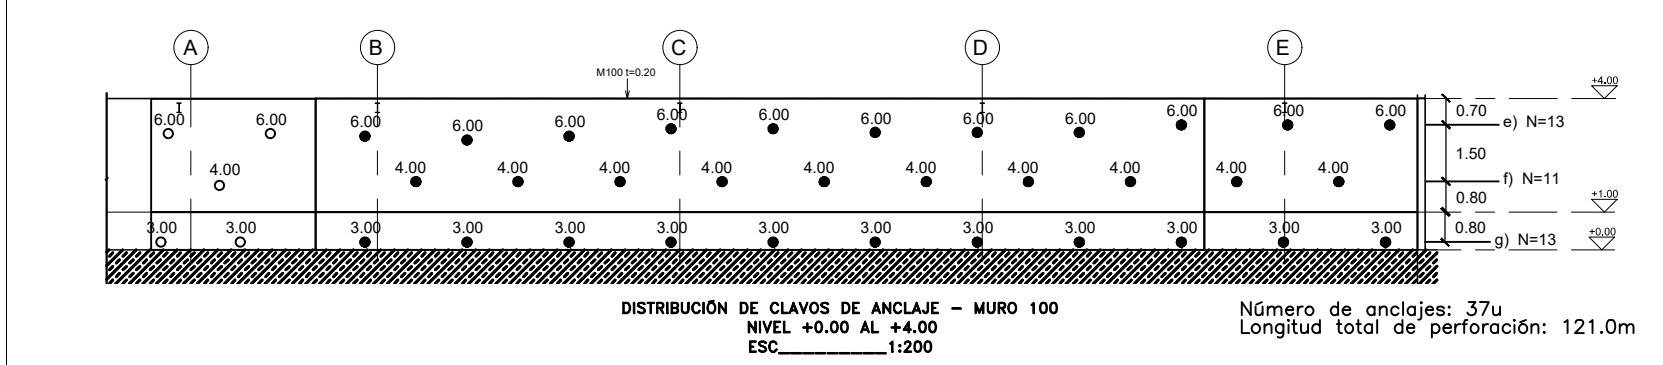 A B C D E
M100 t=0.20
+4.00
6.00 6.00 6.00 6.00 6.00 6.00 6.00 6.00 6.00 6.00 6.00 6.00 6.00
0.70
e) N=13
1.50
4.00 4.00 4.00 4.00 4.00 4.00 4.00 4.00 4.00 4.00 4.00
f) N=11
0.80
+1.00
3.00 3.00 3.00 3.00 3.00 3.00 3.00 3.00 3.00 3.00 3.00 3.00 3.00
0.80
g) N=13
+0.00
DISTRIBUCIÓN DE CLAVOS DE ANCLAJE – MURO 100
NIVEL +0.00 AL +4.00
ESC___________1:200
Número de anclajes: 37u
Longitud total de perforación: 121.0m